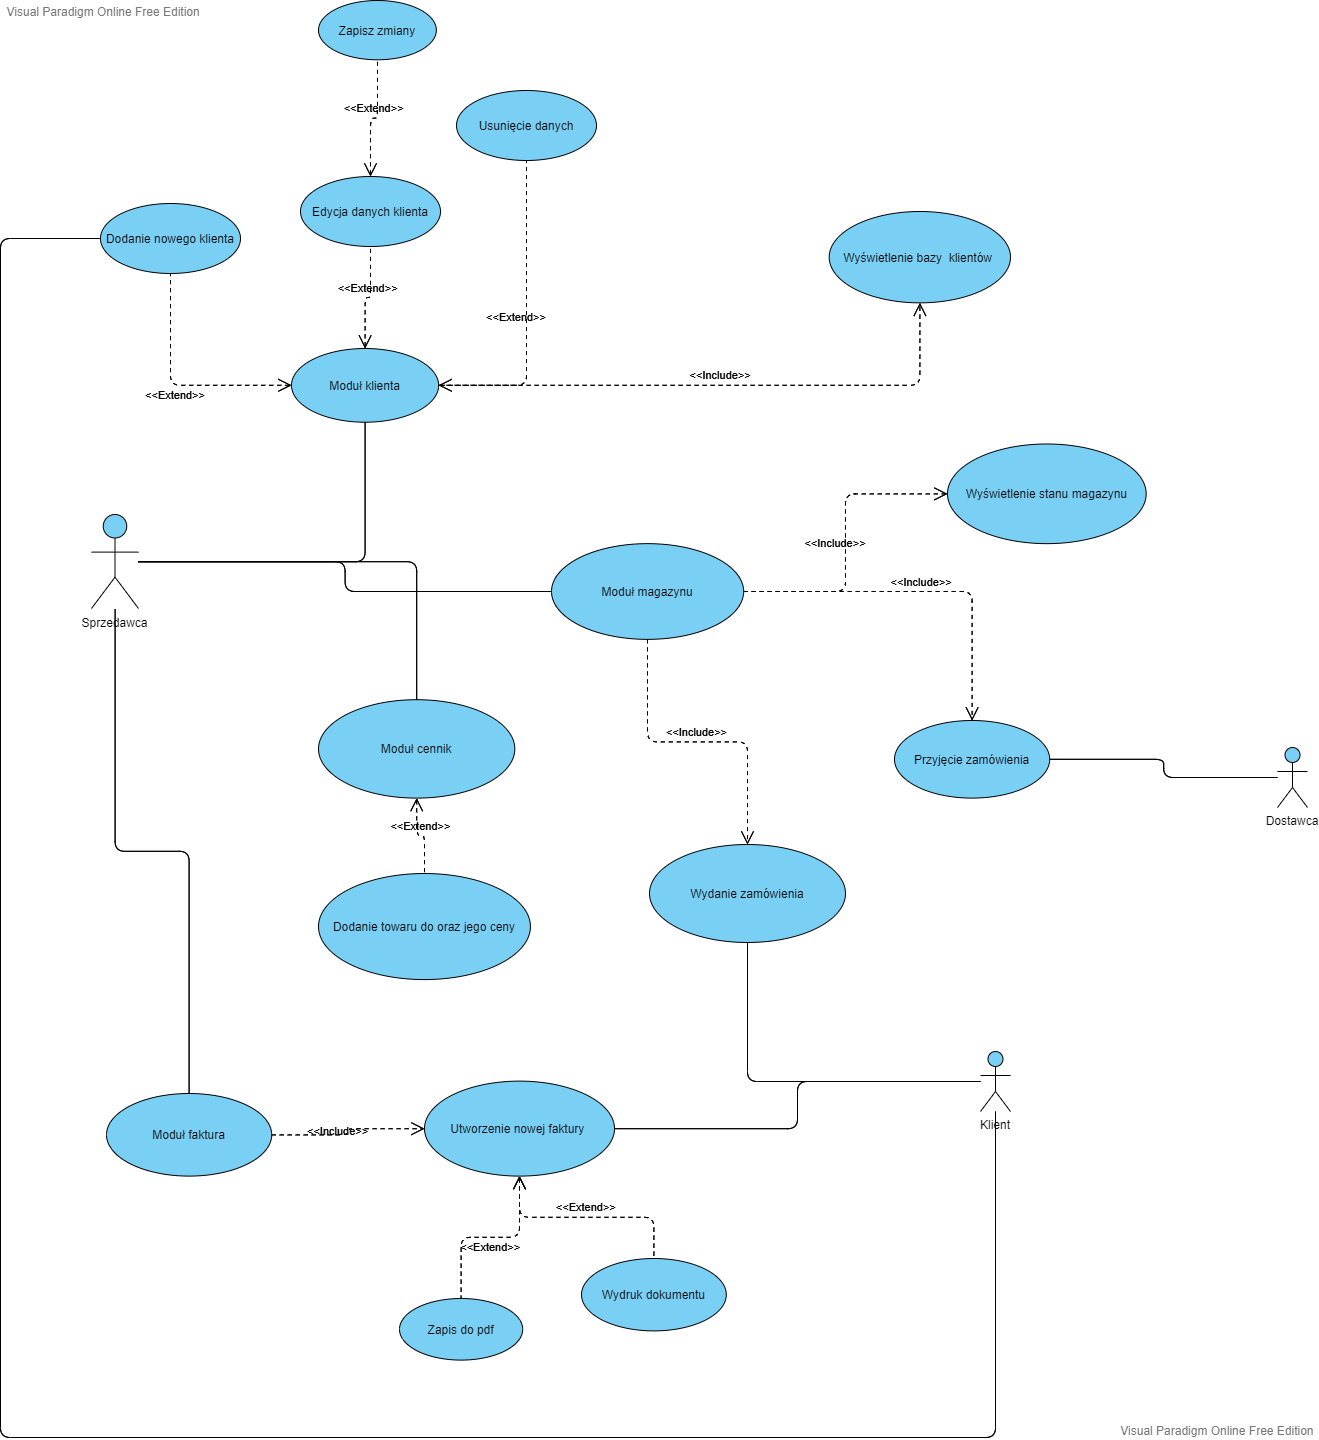 Visual Paradigm Online Free Edition
Zapisz zmiany
<<Extend>>
Usunięcie danych
Edycja danych klienta
Dodanie nowego klienta
Wyświetlenie bazy  klientów
<<Extend>>
<<Extend>>
<<Include>>
Moduł klienta
<<Extend>>
Wyświetlenie stanu magazynu
<<Include>>
<<Include>>
Moduł magazynu
Sprzedawca
<<Include>>
Moduł cennik
Przyjęcie zamówienia
Dostawca
<<Extend>>
Wydanie zamówienia
Dodanie towaru do oraz jego ceny
Klient
Moduł faktura
<<Include>>
Utworzenie nowej faktury
<<Extend>>
<<Extend>>
Wydruk dokumentu
Zapis do pdf
Visual Paradigm Online Free Edition